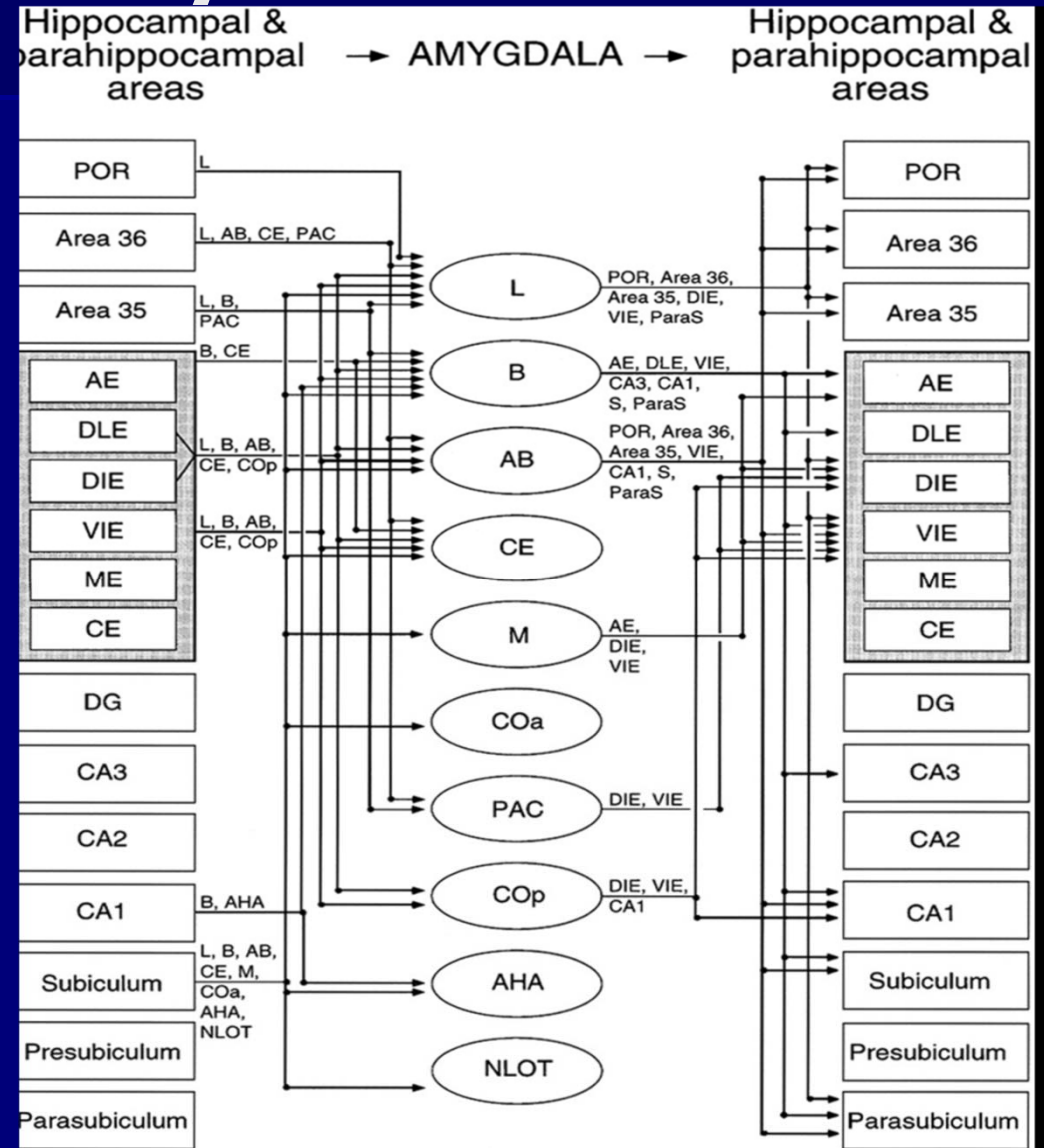 Hippocampal &
parahippocampal
areas
→ AMYGDALA →
Hippocampal &
parahippocampal
areas
POR
L
Area 36
L, AB, CE, PAC
Area 35
L, B,
PAC
B, CE
AE
DLE
DIE
L, B, AB,
CE, COp
VIE
L, B, AB,
CE, COp
ME
CE
DG
CA3
CA2
CA1
B, AHA
Subiculum
L, B, AB,
CE, M,
COa,
AHA,
NLOT
Presubiculum
Parasubiculum
L
POR, Area 36,
Area 35, DIE,
VIE, ParaS
B
AE, DLE, VIE,
CA3, CA1,
S, ParaS
AB
POR, Area 36,
Area 35, VIE,
CA1, S,
ParaS
CE
M
AE,
DIE,
VIE
COa
PAC
DIE, VIE
COp
DIE, VIE,
CA1
AHA
NLOT
POR
Area 36
Area 35
AE
DLE
DIE
VIE
ME
CE
DG
CA3
CA2
CA1
Subiculum
Presubiculum
Parasubiculum